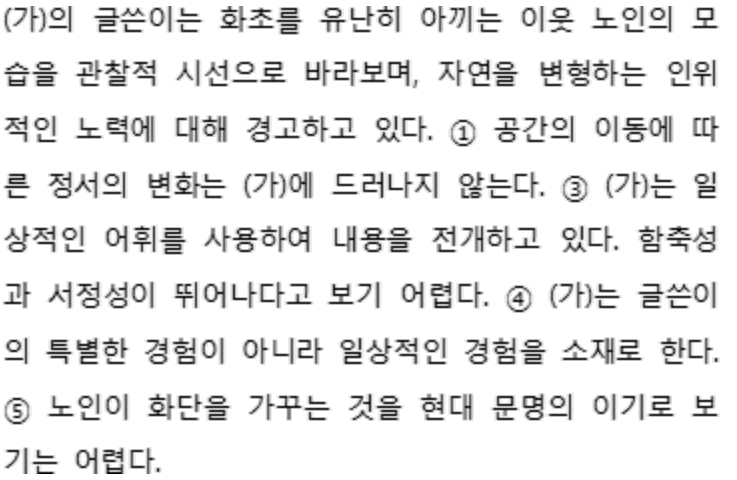 (가)의 글쓴이는 화초를 유난히 아끼는 이웃 노인의 모
습을 관찰적 시선으로 바라보며, 자연을 변형하는 인위
적인 노력에 대해 경고하고 있다. ① 공간의 이동에 따
른 정서의 변화는 (가)에 드러나지 않는다. ③ (가)는 일
상적인 어휘를 사용하여 내용을 전개하고 있다. 함축성
과 서정성이 뛰어나다고 보기 어렵다. ④ (가)는 글쓴이
의 특별한 경험이 아니라 일상적인 경험을 소재로 한다.
⑤ 노인이 화단을 가꾸는 것을 현대 문명의 이기로 보
기는 어렵다.